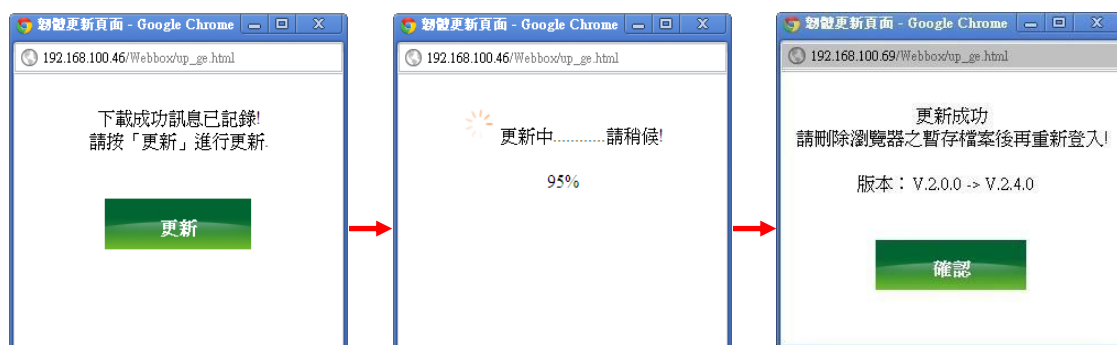 韌體更新頁面 - Google Chrome
192.168.100.46/Webbox/up_ge.html
下載成功訊息已記錄!
請按「更新」進行更新.
更新
韌體更新頁面 - Google Chrome
192.168.100.46/Webbox/up_ge.html
更新中............請稍候!
95%
韌體更新頁面 - Google Chrome
192.168.100.69/Webbox/up_ge.html
更新成功
請刪除瀏覽器之暫存檔案後再重新登入!
版本：V.2.0.0 -> V.2.4.0
確認